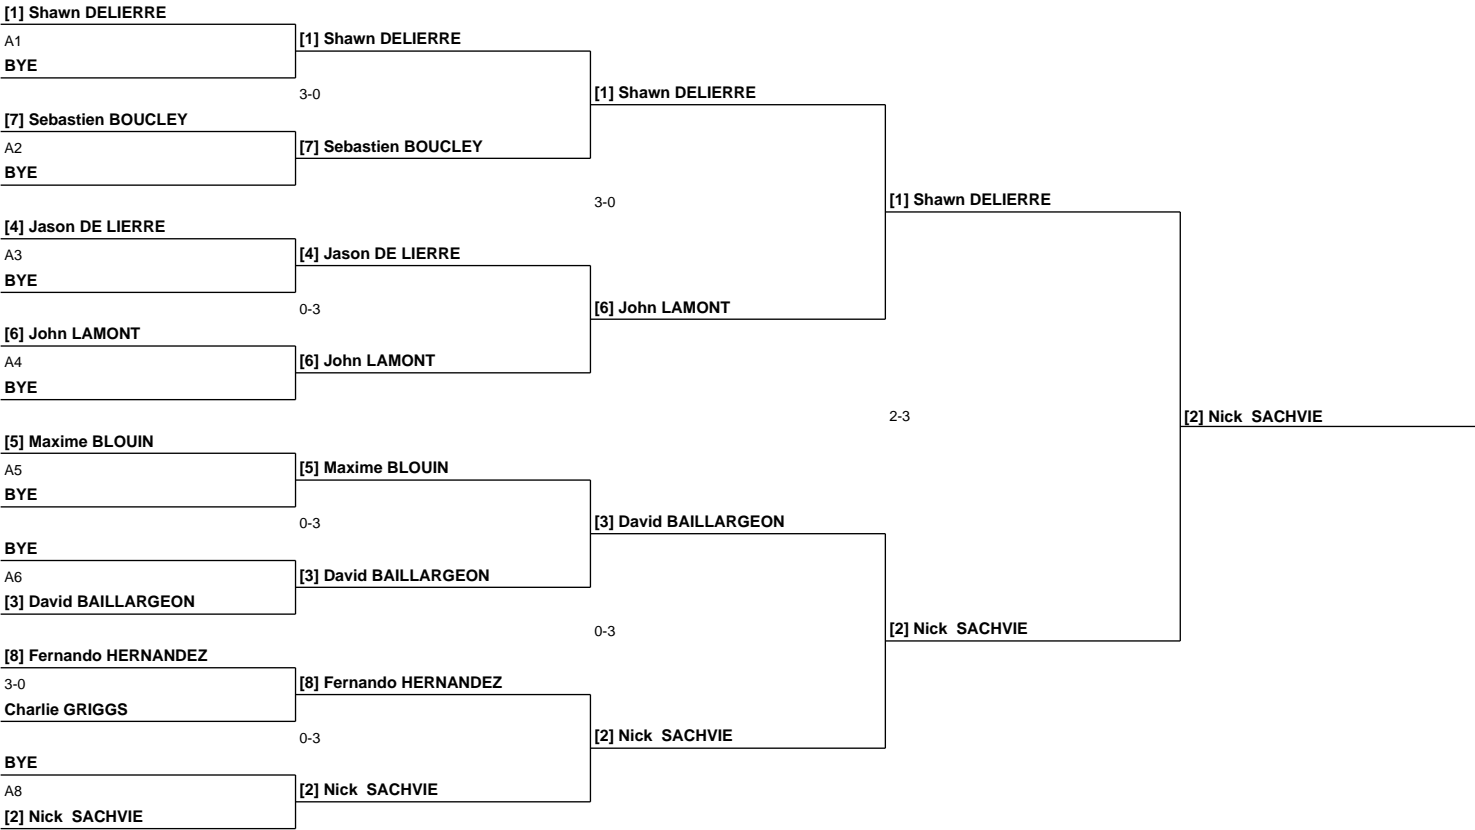 [1] Shawn DELIERRE
A1
BYE
[7] Sebastien BOUCLEY
A2
BYE
[4] Jason DE LIERRE
A3
BYE
[6] John LAMONT
A4
BYE
[5] Maxime BLOUIN
A5
BYE
BYE
A6
[3] David BAILLARGEON
[8] Fernando HERNANDEZ
3-0
Charlie GRIGGS
BYE
A8
[2] Nick  SACHVIE
[1] Shawn DELIERRE
3-0
[7] Sebastien BOUCLEY
[4] Jason DE LIERRE
0-3
[6] John LAMONT
[5] Maxime BLOUIN
0-3
[3] David BAILLARGEON
[8] Fernando HERNANDEZ
0-3
[2] Nick  SACHVIE
[1] Shawn DELIERRE
3-0
[6] John LAMONT
[3] David BAILLARGEON
0-3
[2] Nick  SACHVIE
[1] Shawn DELIERRE
2-3
[2] Nick  SACHVIE
[2] Nick  SACHVIE